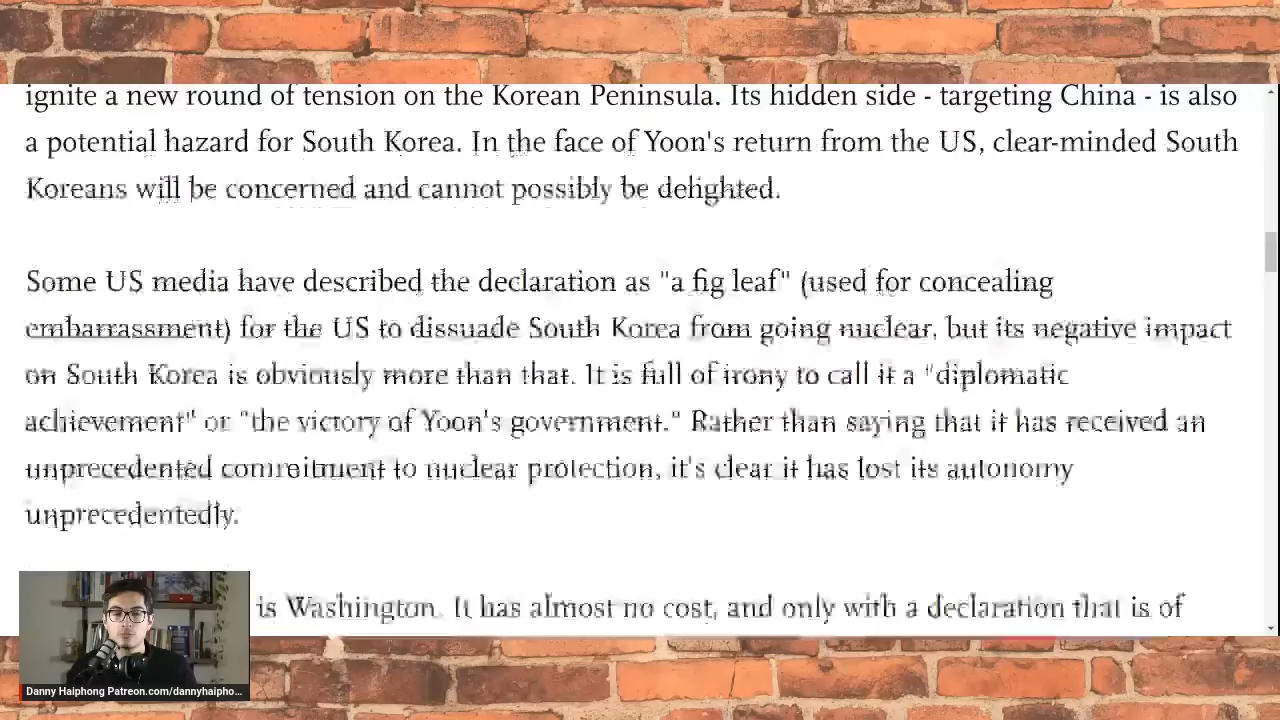 ignite a new round of tension on the Korean Peninsula. Its hidden side - targeting China - is also
a potential hazard for South Korea. In the face of Yoon's return from the US, clear-minded South
Koreans will be concerned and cannot possibly be delighted.
Some US media have described the declaration as "a fig leaf" (used for concealing
embarrassment) for the US to dissuade South Korea from going nuclear, but its negative impact
on South Korea is obviously more than that. It is full of irony to call it a "diplomatic
achievement" or "the victory of Yoon's government." Rather than saying that it has received an
unprecedented commitment to nuclear protection, it's clear it has lost its autonomy
unprecedentedly.
is Washington. It has almost no cost, and only with a declaration that is of
Danny Haiphong Patreon.com/dannyhaipho...